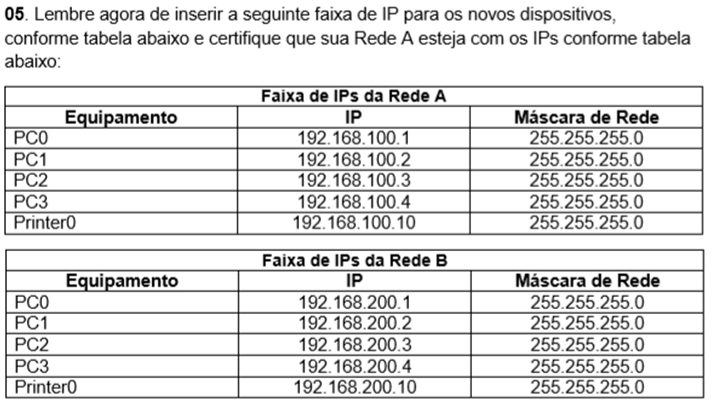 05. Lembre agora de inserir a seguinte faixa de IP para os novos dispositivos,
conforme tabela abaixo e certifique que sua Rede A esteja com os IPs conforme tabela
abaixo:
Faixa de IPs da Rede A
Equipamento IP Máscara de Rede
PC0 192.168.100.1 255.255.255.0
PC1 192.168.100.2 255.255.255.0
PC2 192.168.100.3 255.255.255.0
PC3 192.168.100.4 255.255.255.0
Printer0 192.168.100.10 255.255.255.0
Faixa de IPs da Rede B
Equipamento IP Máscara de Rede
PC0 192.168.200.1 255.255.255.0
PC1 192.168.200.2 255.255.255.0
PC2 192.168.200.3 255.255.255.0
PC3 192.168.200.4 255.255.255.0
Printer0 192.168.200.10 255.255.255.0